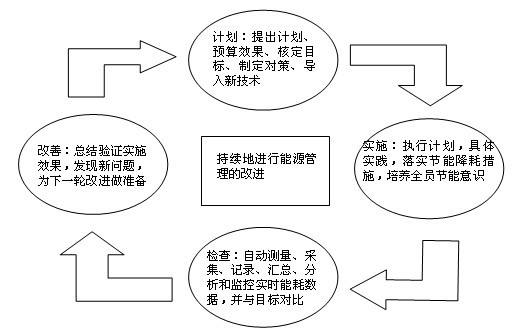 计划：提出计划、
预算效果、核定目
标、制定对策、导
入新技术
改善：总结验证实施
效果，发现新问题，
为下一轮改进做准备
持续地进行能源管
理的改进
实施：执行计划，具体
实践，落实节能降耗措
施，培养全员节能意识
检查：自动测量、采
集、记录、汇总、分
析和监控实时能耗数
据，并与目标对比